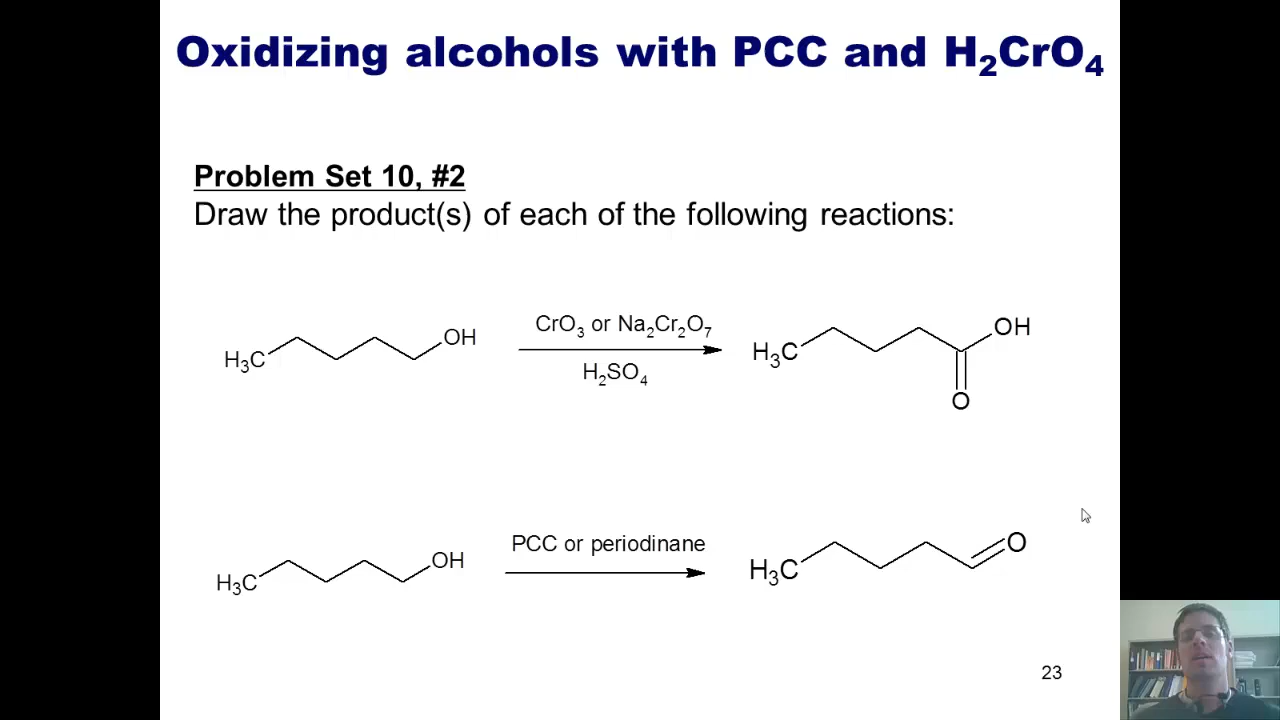 Oxidizing alcohols with PCC and H₂CrO₄
Problem Set 10, #2
Draw the product(s) of each of the following reactions:
H₃C OH
CrO₃ or Na₂Cr₂O₇
H₂SO₄
H₃C OH
O
H₃C OH
PCC or periodinane
H₃C O
23